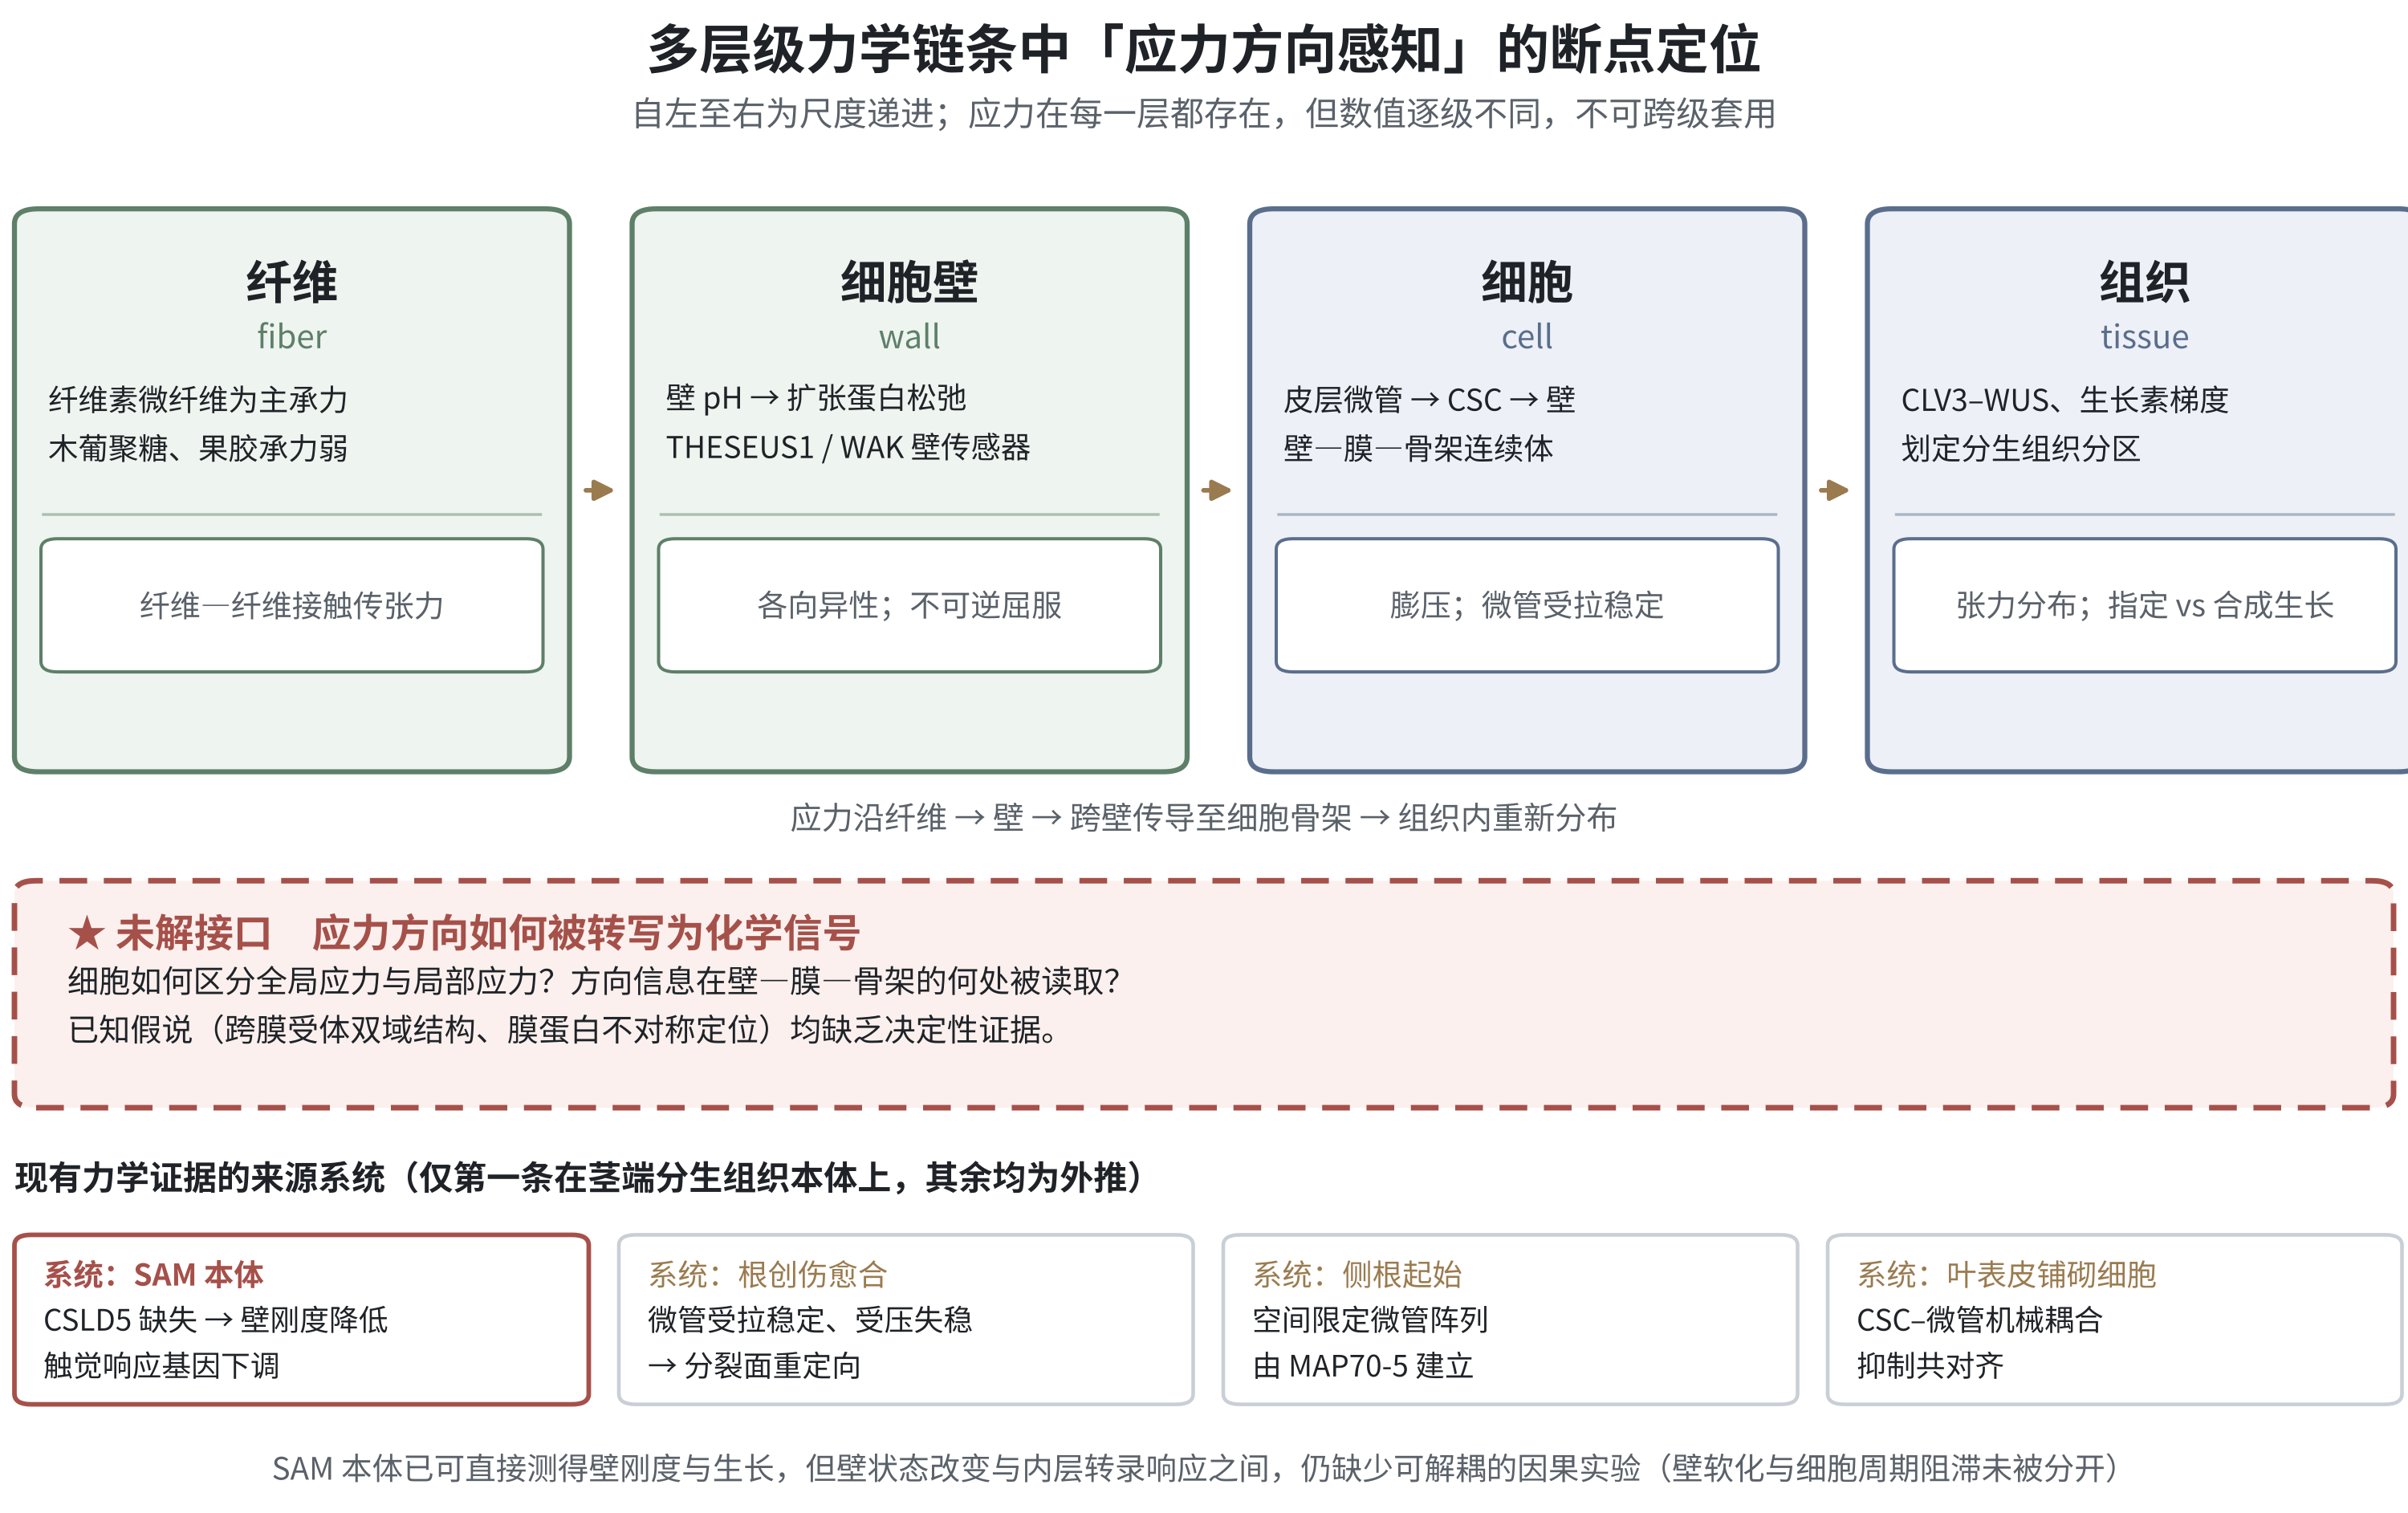 多层级力学链条中「应力方向感知」的断点定位
自左至右为尺度递进；应力在每一层都存在，但数值逐级不同，不可跨级套用
纤维
fiber
纤维素微纤维为主承力
木葡聚糖、果胶承力弱
纤维—纤维接触传张力
细胞壁
wall
壁 pH → 扩张蛋白松弛
THESEUS1 / WAK 壁传感器
各向异性；不可逆屈服
细胞
cell
皮层微管 → CSC → 壁
壁—膜—骨架连续体
膨压；微管受拉稳定
组织
tissue
CLV3–WUS、生长素梯度
划定分生组织分区
张力分布；指定 vs 合成生长
应力沿纤维 → 壁 → 跨壁传导至细胞骨架 → 组织内重新分布
★ 未解接口　应力方向如何被转写为化学信号
细胞如何区分全局应力与局部应力？方向信息在壁—膜—骨架的何处被读取？
已知假说（跨膜受体双域结构、膜蛋白不对称定位）均缺乏决定性证据。
现有力学证据的来源系统（仅第一条在茎端分生组织本体上，其余均为外推）
系统：SAM 本体
CSLD5 缺失 → 壁刚度降低
触觉响应基因下调
系统：根创伤愈合
微管受拉稳定、受压失稳
→ 分裂面重定向
系统：侧根起始
空间限定微管阵列
由 MAP70-5 建立
系统：叶表皮铺砌细胞
CSC–微管机械耦合
抑制共对齐
SAM 本体已可直接测得壁刚度与生长，但壁状态改变与内层转录响应之间，仍缺少可解耦的因果实验（壁软化与细胞周期阻滞未被分开）